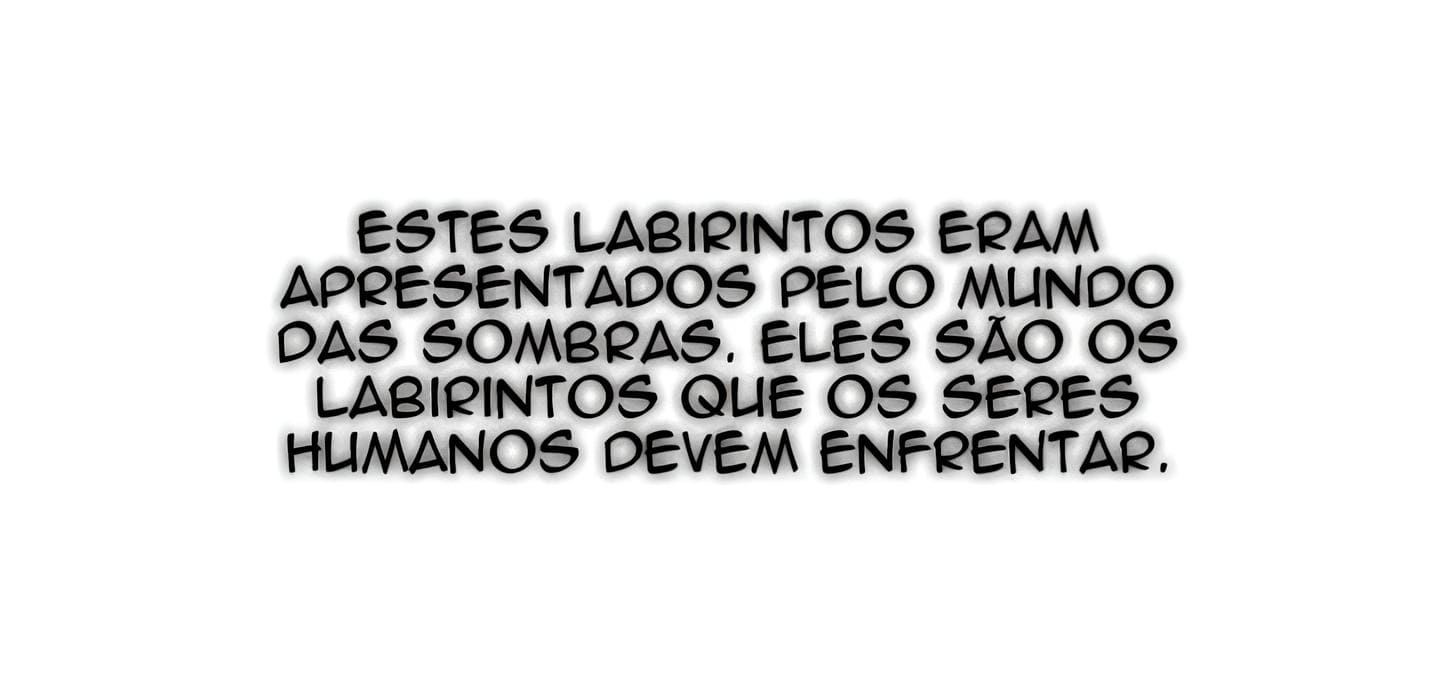 ESTES LABIRINTOS ERAM
APRESENTADOS PELO MUNDO
DAS SOMBRAS. ELES SÃO OS
LABIRINTOS QUE OS SERES
HUMANOS DEVEM ENFRENTAR.